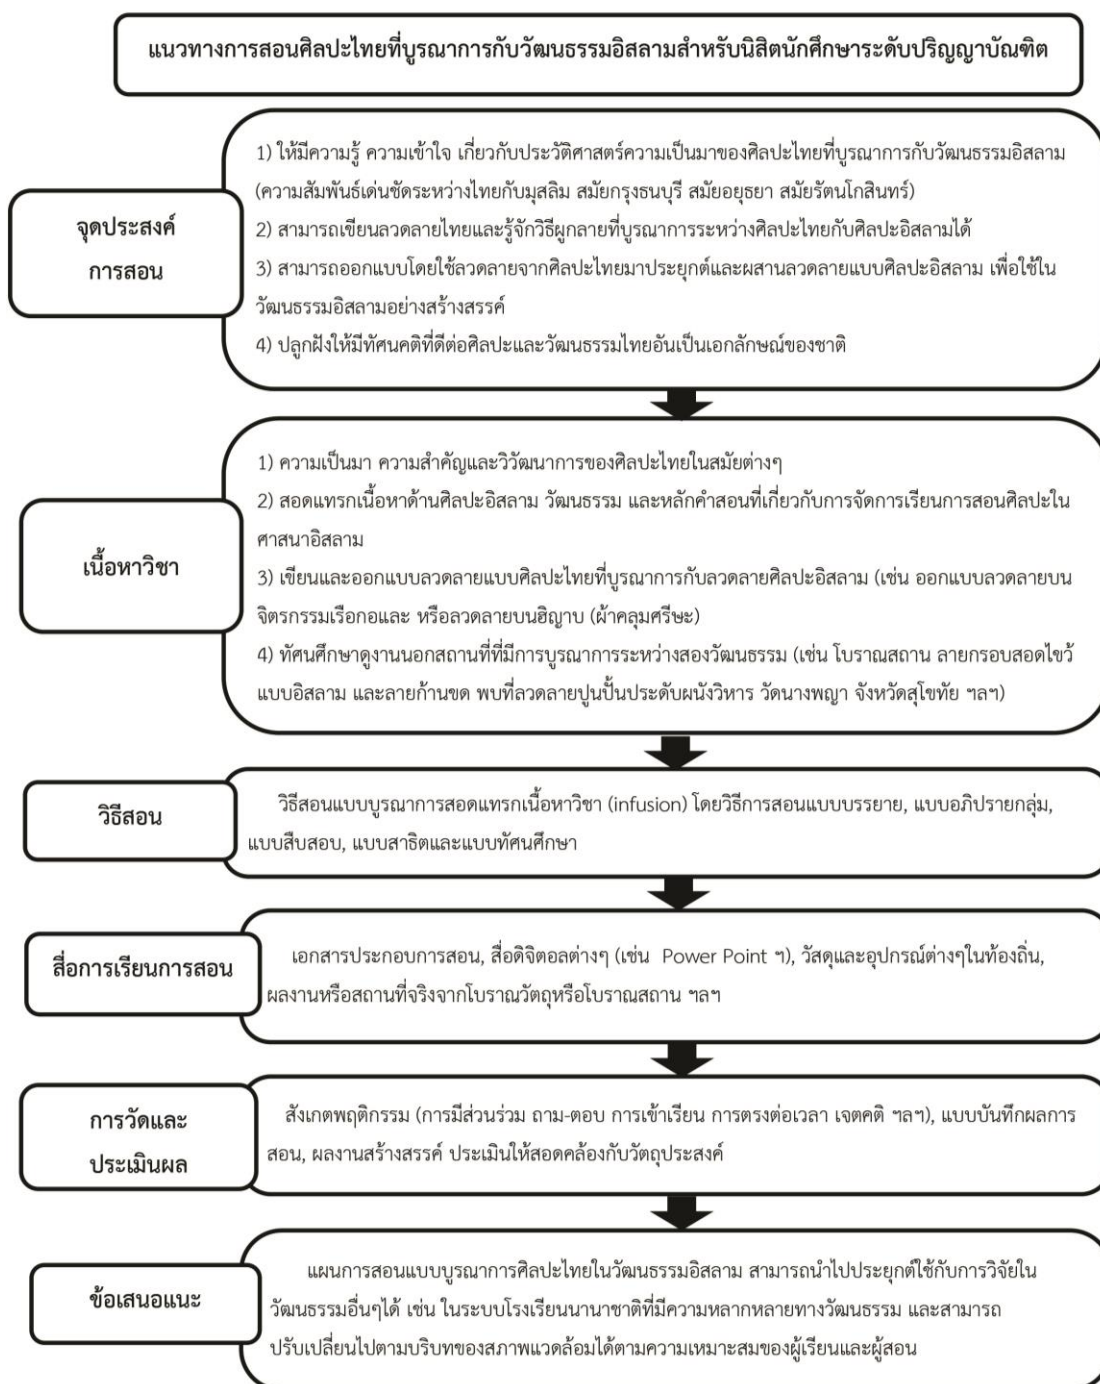 แนวทางการสอนศิลปะไทยที่บูรณาการกับวัฒนธรรมอิสลามสำหรับนิสิตนักศึกษาระดับปริญญาบัณฑิต
จุดประสงค์
การสอน
1) ให้มีความรู้ ความเข้าใจ เกี่ยวกับประวัติศาสตร์ความเป็นมาของศิลปะไทยที่บูรณาการกับวัฒนธรรมอิสลาม
(ความสัมพันธ์เด่นชัดระหว่างไทยกับมุสลิม สมัยกรุงธนบุรี สมัยอยุธยา สมัยรัตนโกสินทร์)
2) สามารถเขียนลวดลายไทยและรู้จักวิธีผูกลายที่บูรณาการระหว่างศิลปะไทยกับศิลปะอิสลามได้
3) สามารถออกแบบโดยใช้ลวดลายจากศิลปะไทยมาประยุกต์และผสานลวดลายแบบศิลปะอิสลาม เพื่อใช้ใน
วัฒนธรรมอิสลามอย่างสร้างสรรค์
4) ปลูกฝังให้มีทัศนคติที่ดีต่อศิลปะและวัฒนธรรมไทยอันเป็นเอกลักษณ์ของชาติ
เนื้อหาวิชา
1) ความเป็นมา ความสำคัญและวิวัฒนาการของศิลปะไทยในสมัยต่างๆ
2) สอดแทรกเนื้อหาด้านศิลปะอิสลาม วัฒนธรรม และหลักคำสอนที่เกี่ยวกับการจัดการเรียนการสอนศิลปะใน
ศาสนาอิสลาม
3) เขียนและออกแบบลวดลายแบบศิลปะไทยที่บูรณาการกับลวดลายศิลปะอิสลาม (เช่น ออกแบบลวดลายบน
จิตรกรรมเรือกอและ หรือลวดลายบนฮิญาบ (ผ้าคลุมศรีษะ)
4) ทัศนศึกษาดูงานนอกสถานที่ที่มีการบูรณาการระหว่างสองวัฒนธรรม (เช่น โบราณสถาน ลายกรอบสอดไขว้
แบบอิสลาม และลายก้านขด พบที่ลวดลายปูนปั้นประดับผนังวิหาร วัดนางพญา จังหวัดสุโขทัย ฯลฯ)
วิธีสอน
วิธีสอนแบบบูรณาการสอดแทรกเนื้อหาวิชา (infusion) โดยวิธีการสอนแบบบรรยาย, แบบอภิปรายกลุ่ม,
แบบสืบสอบ, แบบสาธิตและแบบทัศนศึกษา
สื่อการเรียนการสอน
เอกสารประกอบการสอน, สื่อดิจิตอลต่างๆ (เช่น Power Point ฯ), วัสดุและอุปกรณ์ต่างๆในท้องถิ่น,
ผลงานหรือสถานที่จริงจากโบราณวัตถุหรือโบราณสถาน ฯลฯ
การวัดและ
ประเมินผล
สังเกตพฤติกรรม (การมีส่วนร่วม ถาม-ตอบ การเข้าเรียน การตรงต่อเวลา เจตคติ ฯลฯ), แบบบันทึกผลการ
สอน, ผลงานสร้างสรรค์ ประเมินให้สอดคล้องกับวัตถุประสงค์
ข้อเสนอแนะ
แผนการสอนแบบบูรณาการศิลปะไทยในวัฒนธรรมอิสลาม สามารถนำไปประยุกต์ใช้กับการวิจัยใน
วัฒนธรรมอื่นๆได้ เช่น ในระบบโรงเรียนนานาชาติที่มีความหลากหลายทางวัฒนธรรม และสามารถ
ปรับเปลี่ยนไปตามบริบทของสภาพแวดล้อมได้ตามความเหมาะสมของผู้เรียนและผู้สอน